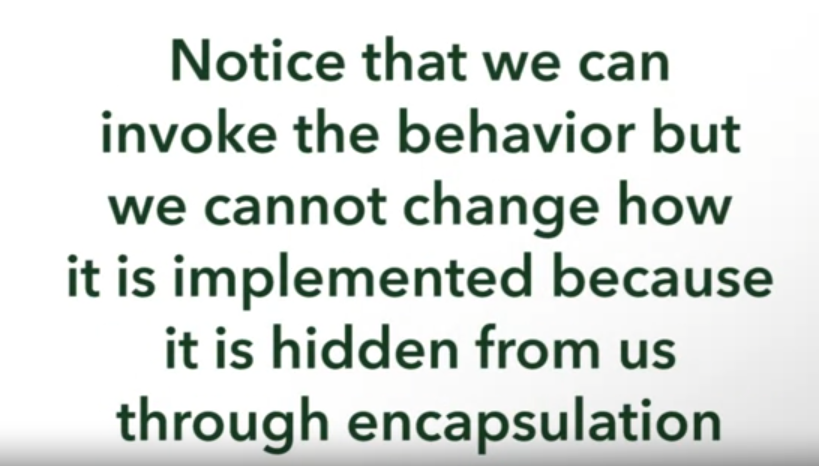 Notice that we can
invoke the behavior but
we cannot change how
it is implemented because
it is hidden from us
through encapsulation